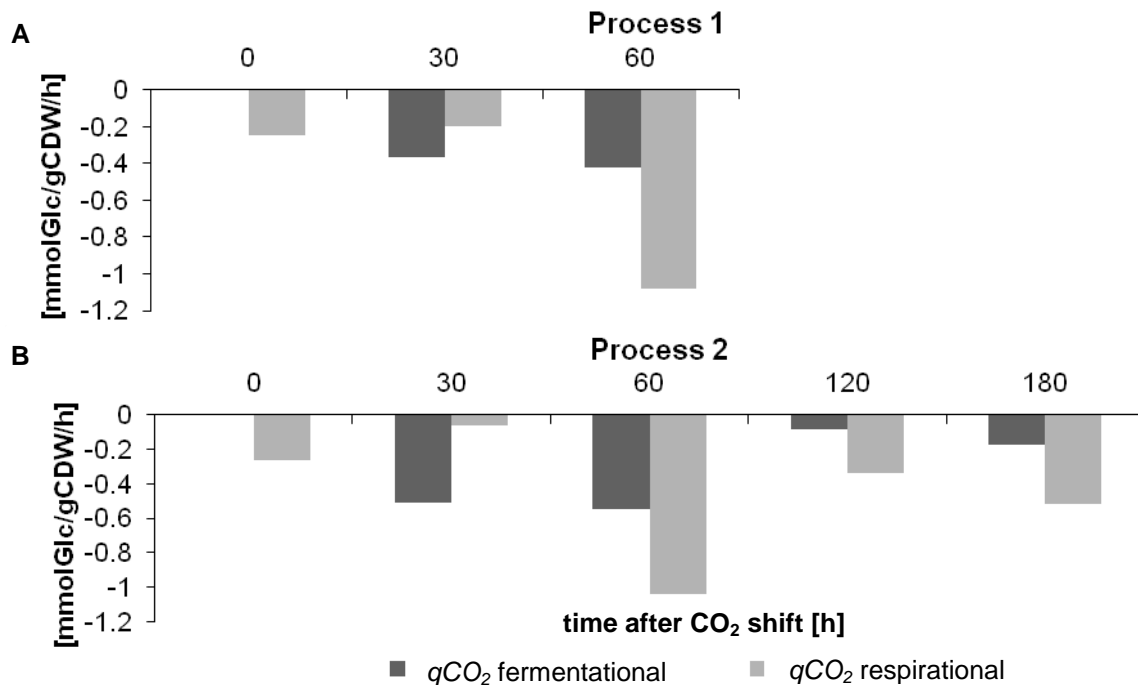 A
Process 1
0 30 60
0
-0.2
-0.4
-0.6
-0.8
-1
-1.2
[mmolGlc/gCDW/h]
B
Process 2
0 30 60 120 180
0
-0.2
-0.4
-0.6
-0.8
-1
-1.2
[mmolGlc/gCDW/h]
time after CO₂ shift [h]
qCO₂ fermentational qCO₂ respirational